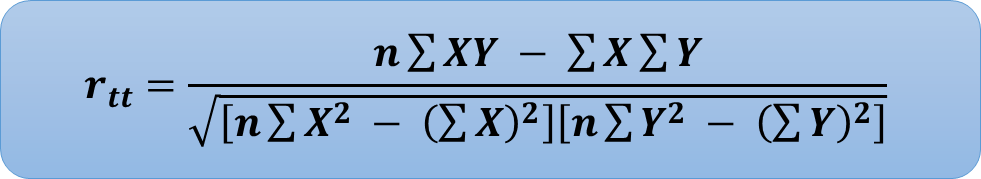 r_tt = (n∑XY − ∑X∑Y) / √([n∑X² − (∑X)²][n∑Y² − (∑Y)²])